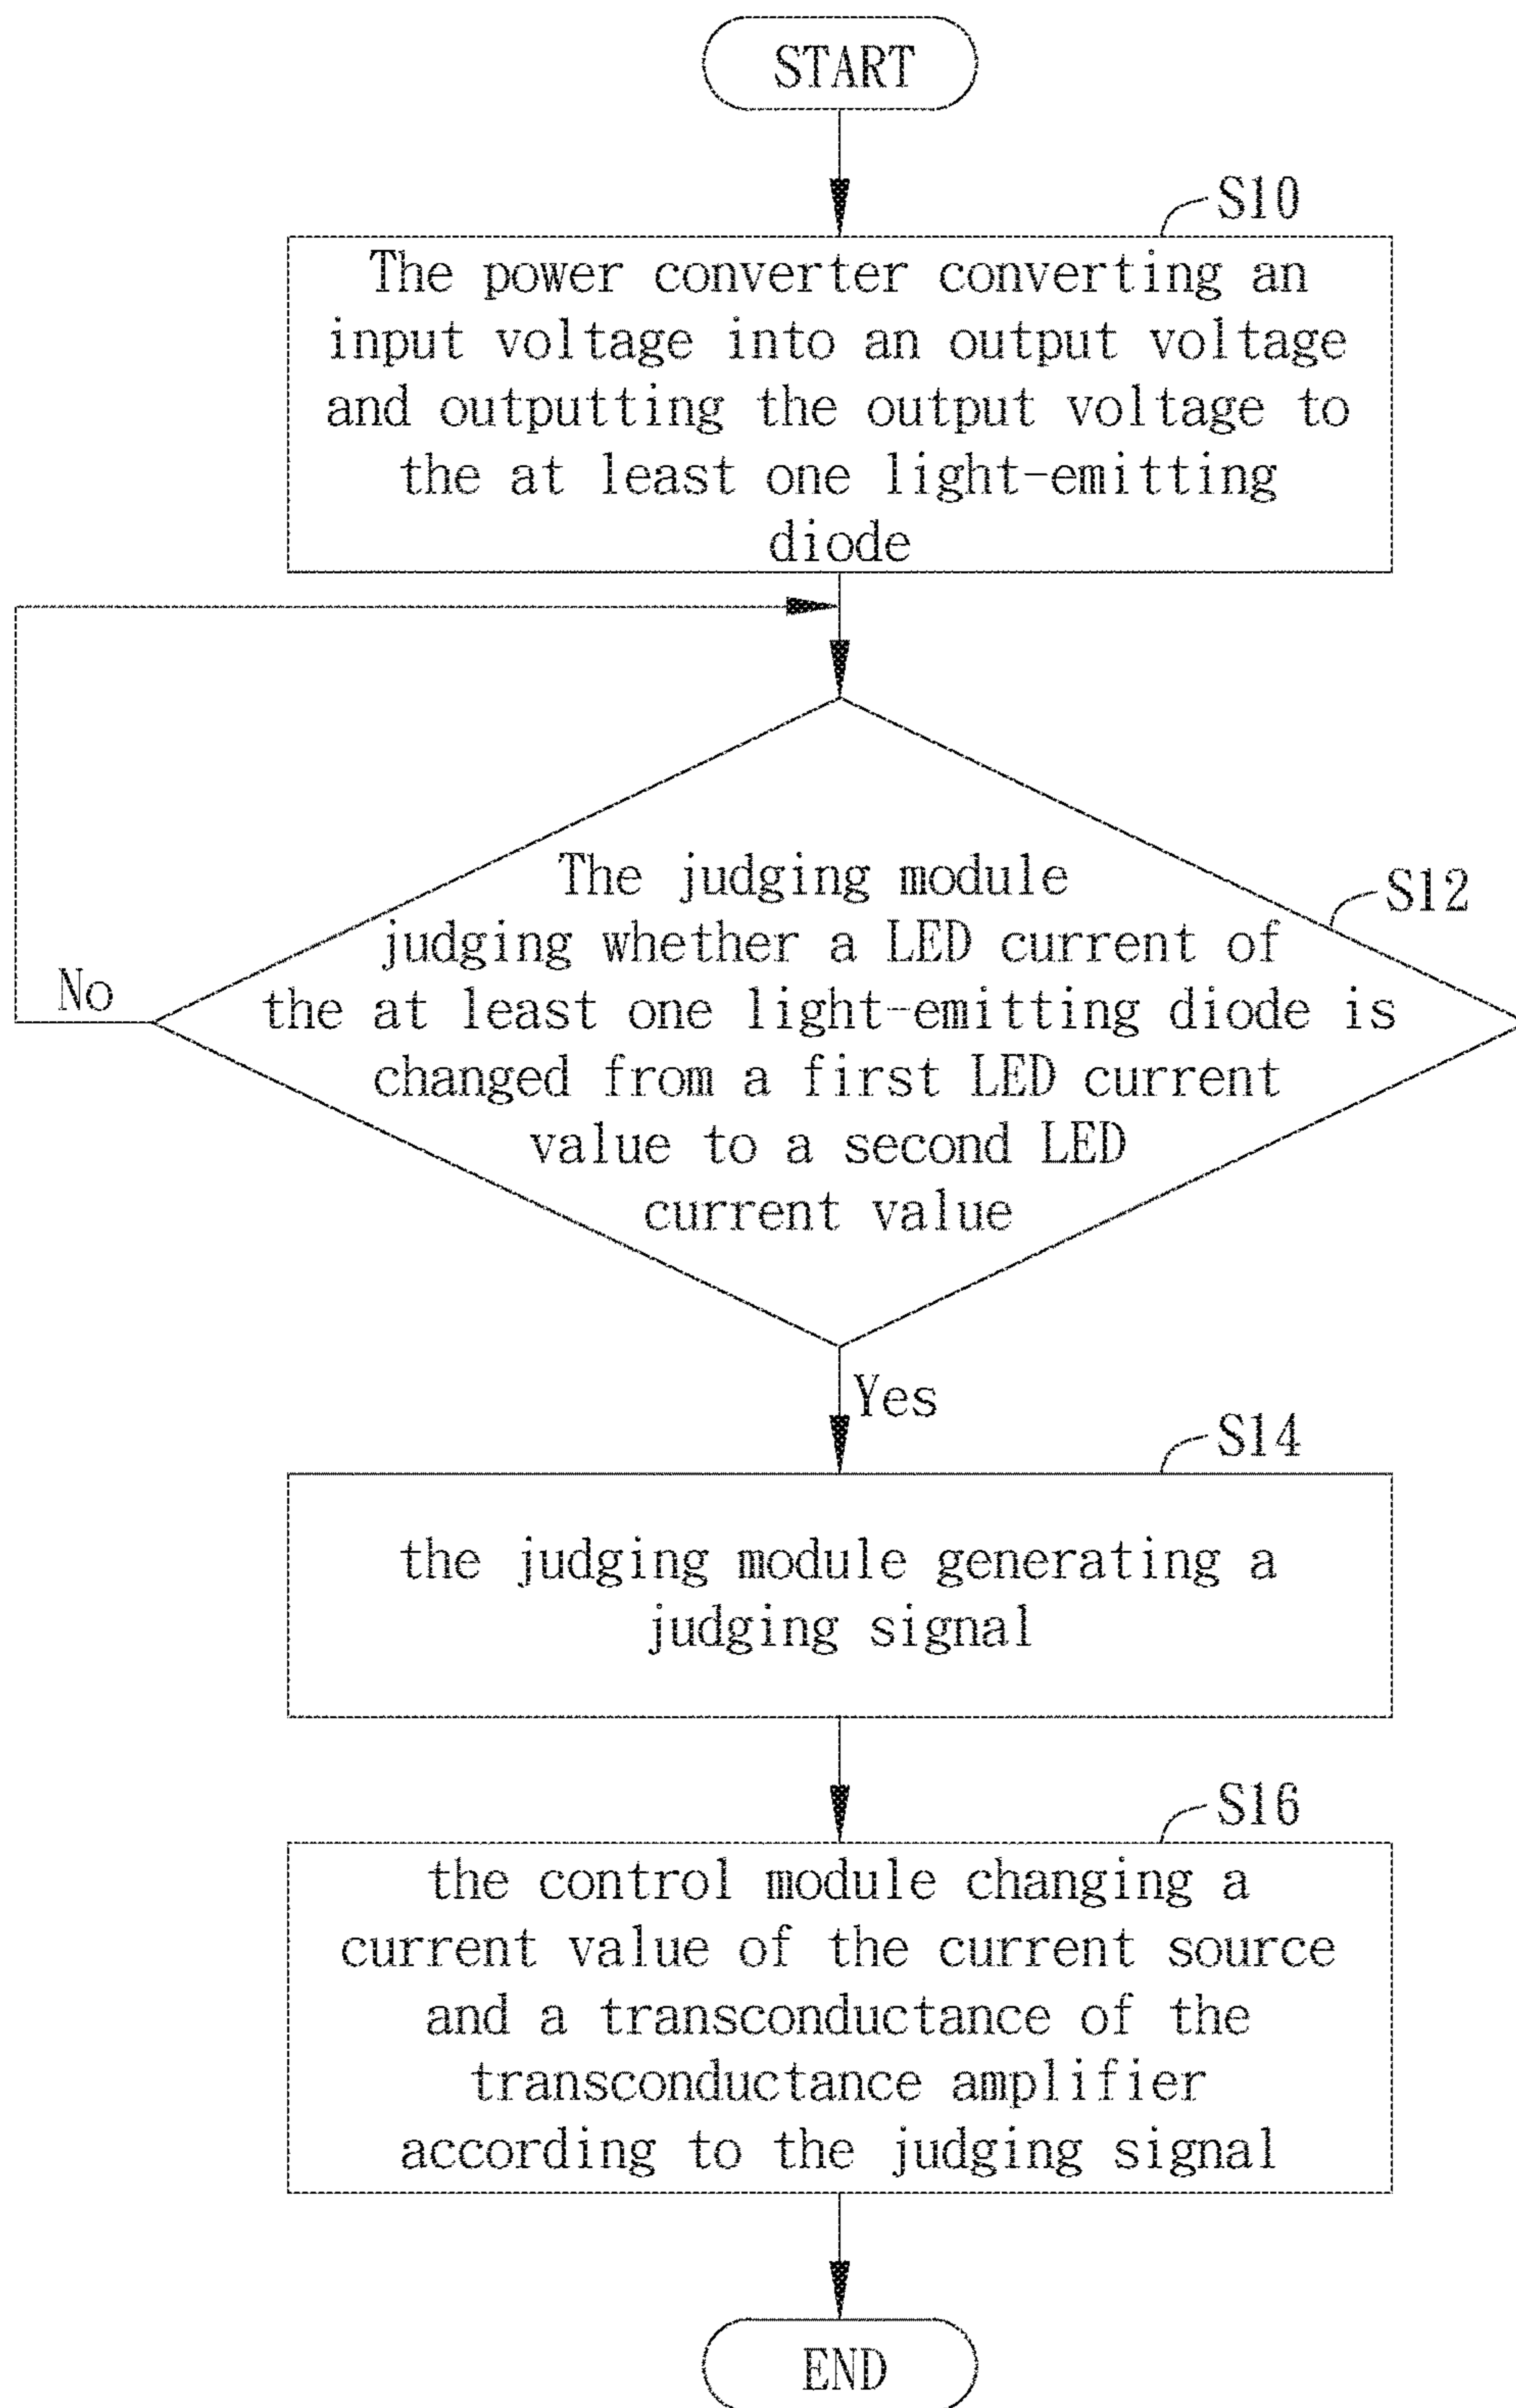 START
S10
The power converter converting an
input voltage into an output voltage
and outputting the output voltage to
the at least one light-emitting
diode
The judging module
S12
judging whether a LED current of
No
the at least one light-emitting diode is
changed from a first LED current
value to a second LED
current value
Yes
S14
the judging module generating a
judging signal
S16
the control module changing a
current value of the current source
and a transconductance of the
transconductance amplifier
according to the judging signal
END